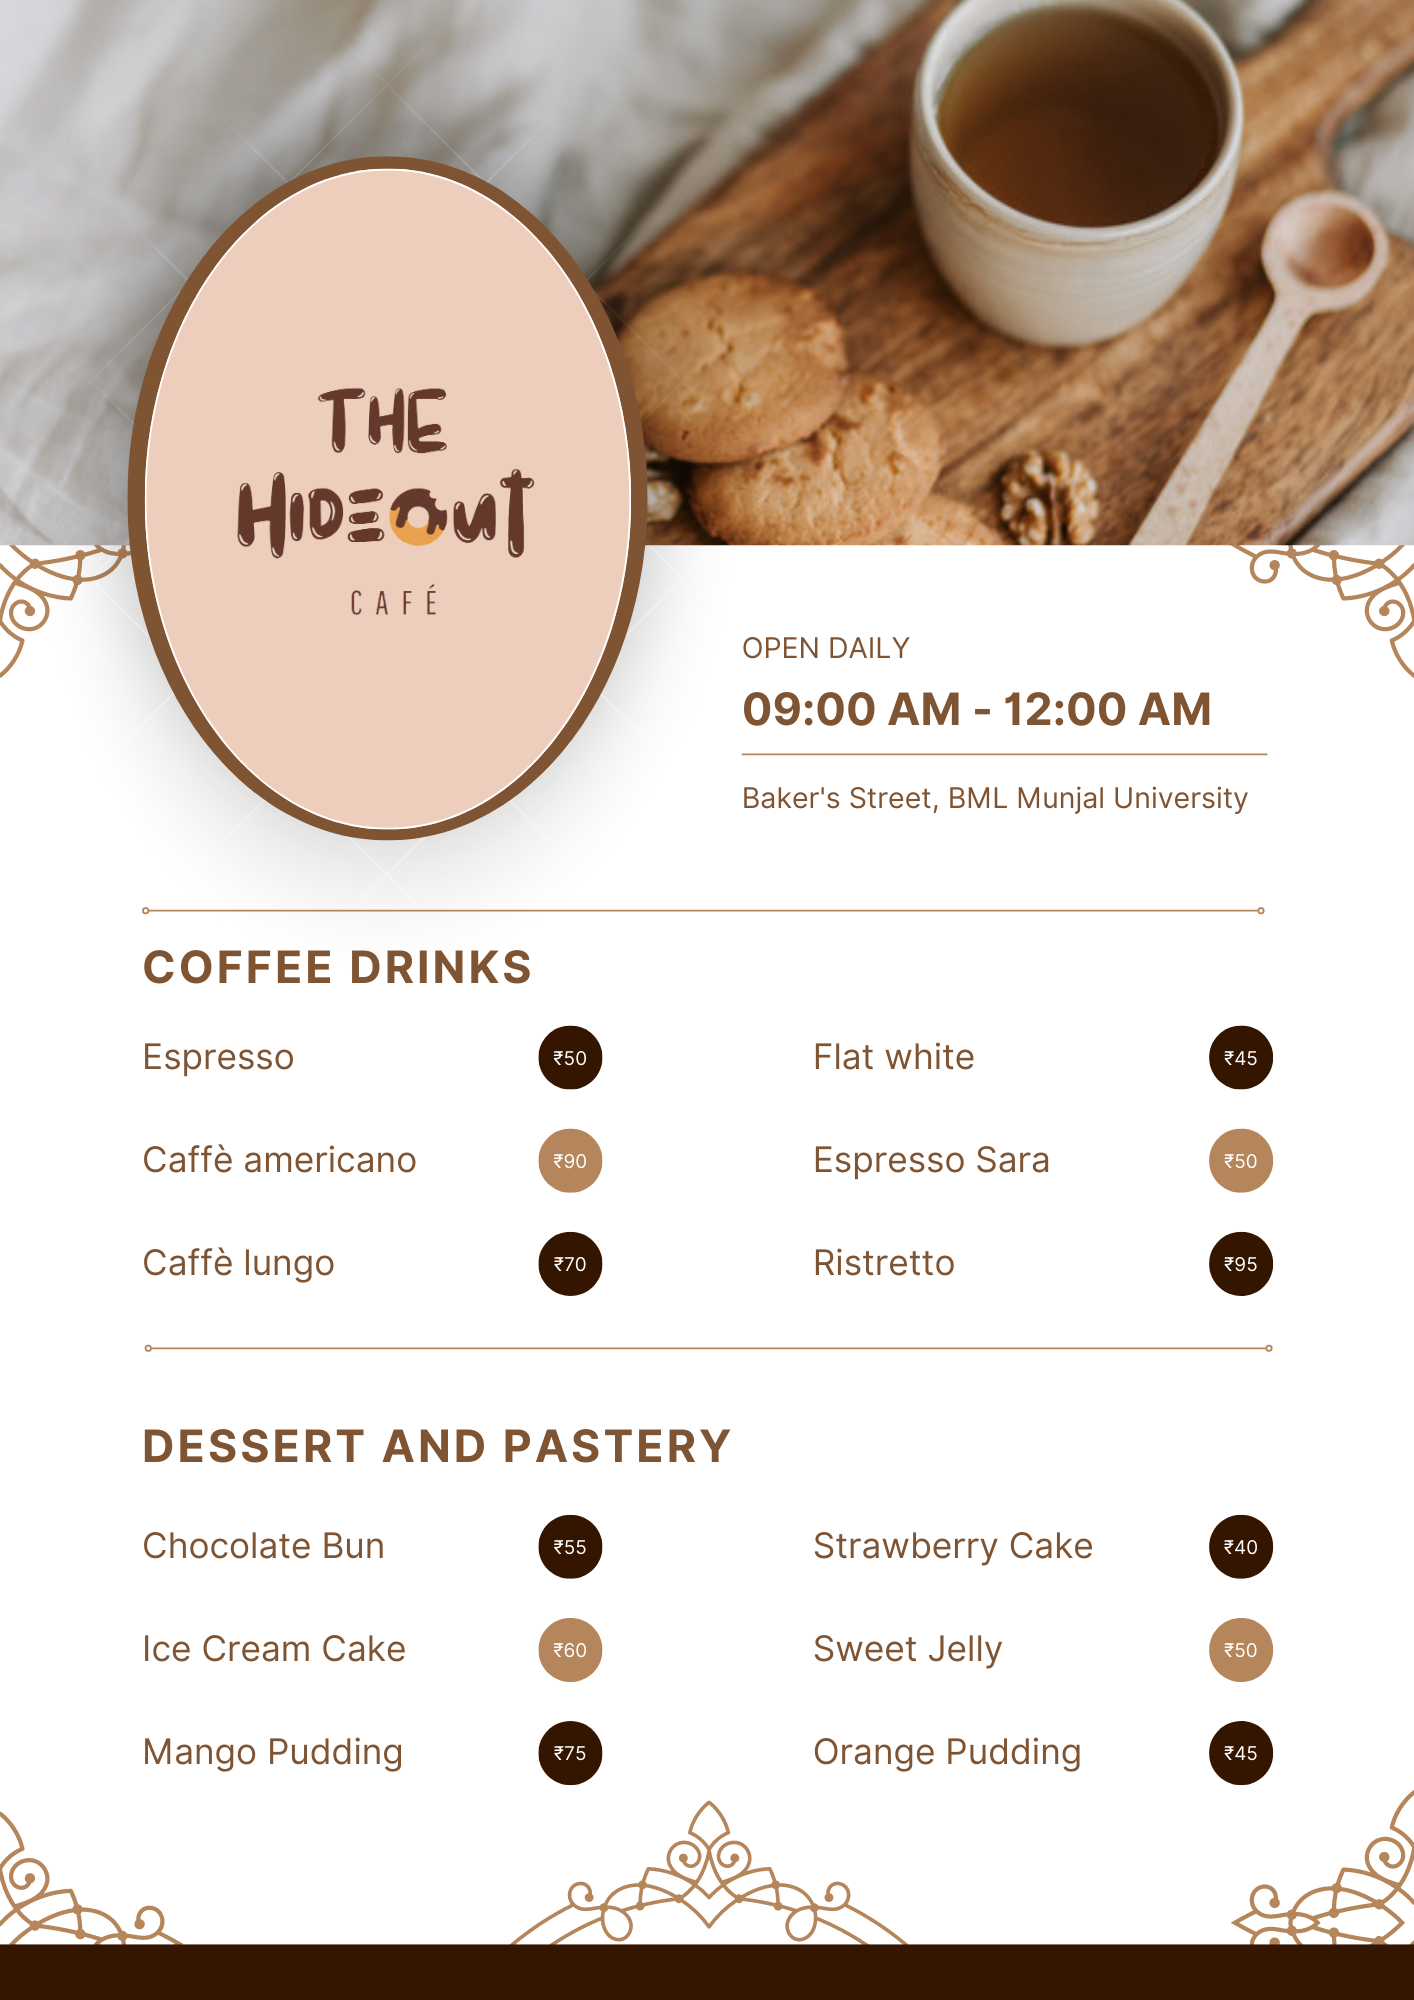 THE
HIDEOUT
CAFÉ
OPEN DAILY
09:00 AM - 12:00 AM
Baker's Street, BML Munjal University
COFFEE DRINKS
Espresso ₹50 Flat white ₹45
Caffè americano ₹90 Espresso Sara ₹50
Caffè lungo ₹70 Ristretto ₹95
DESSERT AND PASTERY
Chocolate Bun ₹55 Strawberry Cake ₹40
Ice Cream Cake ₹60 Sweet Jelly ₹50
Mango Pudding ₹75 Orange Pudding ₹45